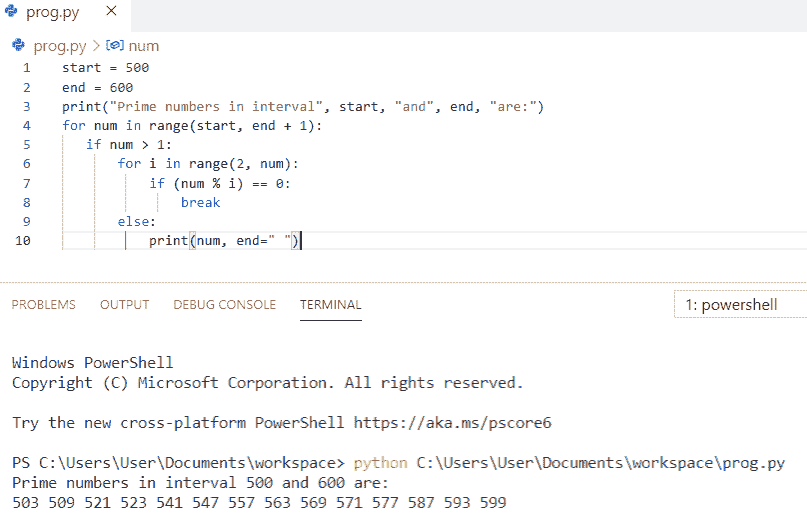 prog.py ×
prog.py > num
1 start = 500
2 end = 600
3 print("Prime numbers in interval", start, "and", end, "are:")
4 for num in range(start, end + 1):
5    if num > 1:
6        for i in range(2, num):
7            if (num % i) == 0:
8                break
9        else:
10            print(num, end=" ")
PROBLEMS OUTPUT DEBUG CONSOLE TERMINAL 1: powershell
Windows PowerShell
Copyright (C) Microsoft Corporation. All rights reserved.
Try the new cross-platform PowerShell https://aka.ms/pscore6
PS C:\Users\User\Documents\workspace> python C:\Users\User\Documents\workspace\prog.py
Prime numbers in interval 500 and 600 are:
503 509 521 523 541 547 557 563 569 571 577 587 593 599